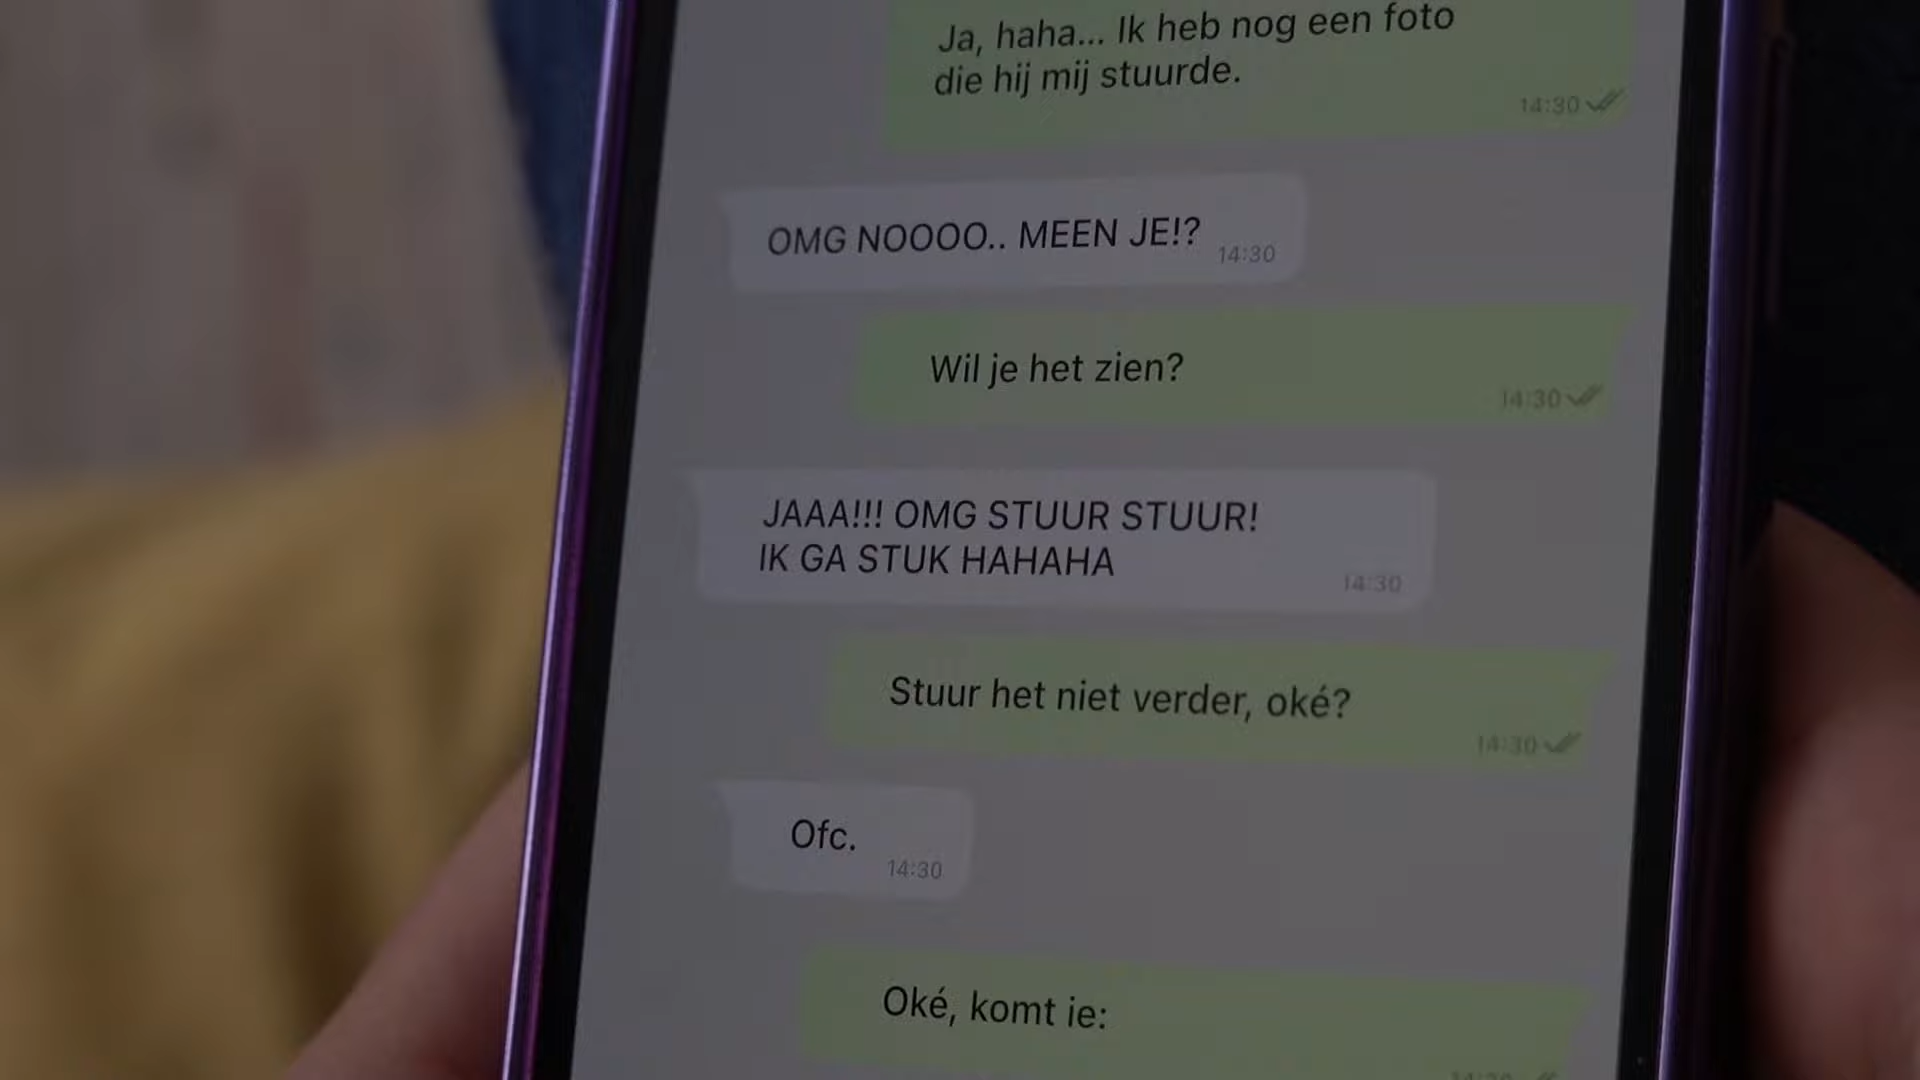 Ja, haha... Ik heb nog een foto
die hij mij stuurde.
14:30
OMG NOOOO.. MEEN JE!?
14:30
Wil je het zien?
14:30
JAAA!!! OMG STUUR STUUR!
IK GA STUK HAHAHA
14:30
Stuur het niet verder, oké?
14:30
Ofc.
14:30
Oké, komt ie:
14:30